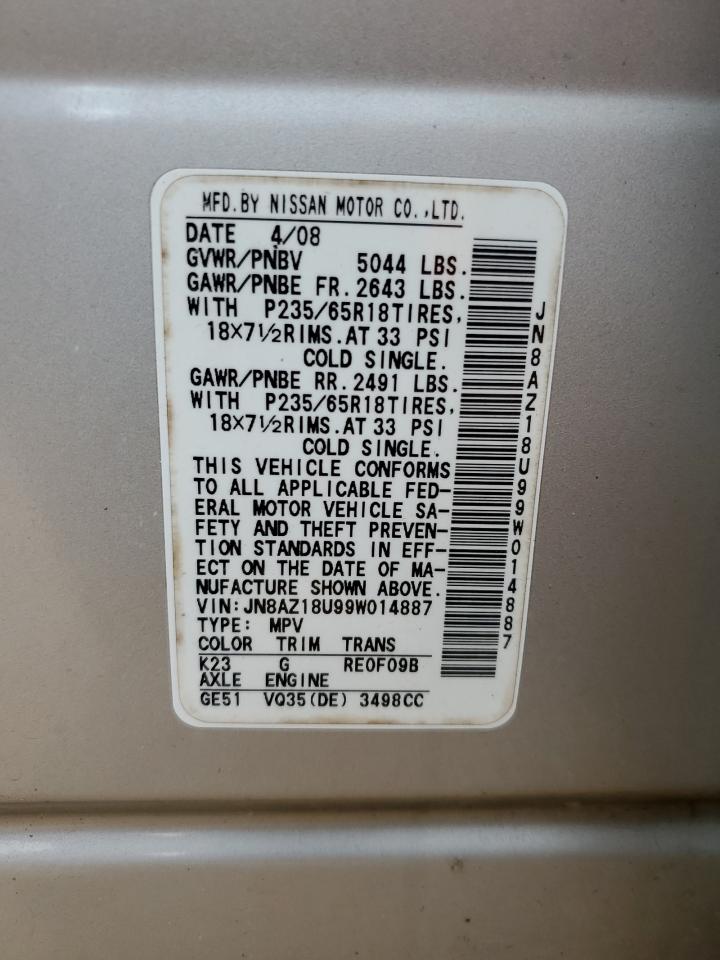 MFD.BY NISSAN MOTOR CO.,LTD.
DATE 4/08
GVWR/PNBV 5044 LBS.
GAWR/PNBE FR.2643 LBS.
WITH P235/65R18TIRES,
18×7½RIMS.AT 33 PSI
COLD SINGLE.
GAWR/PNBE RR.2491 LBS.
WITH P235/65R18TIRES,
18×7½RIMS.AT 33 PSI
COLD SINGLE.
THIS VEHICLE CONFORMS
TO ALL APPLICABLE FED-
ERAL MOTOR VEHICLE SA-
FETY AND THEFT PREVEN-
TION STANDARDS IN EFF-
ECT ON THE DATE OF MA-
NUFACTURE SHOWN ABOVE.
VIN:JN8AZ18U99W014887
TYPE: MPV
COLOR TRIM TRANS
K23 G RE0F09B
AXLE ENGINE
GE51 VQ35(DE) 3498CC
JN8AZ18U99W014887